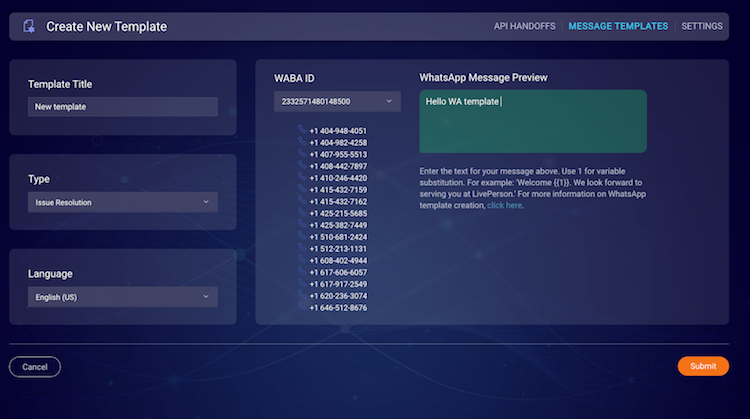 Create New Template
API HANDOFFS
MESSAGE TEMPLATES
SETTINGS
Template Title
New template
Type
Issue Resolution
Language
English (US)
WABA ID
2332571480148500
+1 404-948-4051
+1 404-982-4258
+1 407-955-5513
+1 408-442-7897
+1 410-246-4420
+1 415-432-7159
+1 415-432-7162
+1 425-215-5685
+1 425-382-7449
+1 510-681-2424
+1 512-213-1131
+1 608-402-4944
+1 617-606-6057
+1 617-917-2549
+1 620-236-3074
+1 646-512-8676
WhatsApp Message Preview
Hello WA template
Enter the text for your message above. Use 1 for variable
substitution. For example: 'Welcome {{1}}. We look forward to
serving you at LivePerson.' For more information on WhatsApp
template creation, click here.
Cancel
Submit